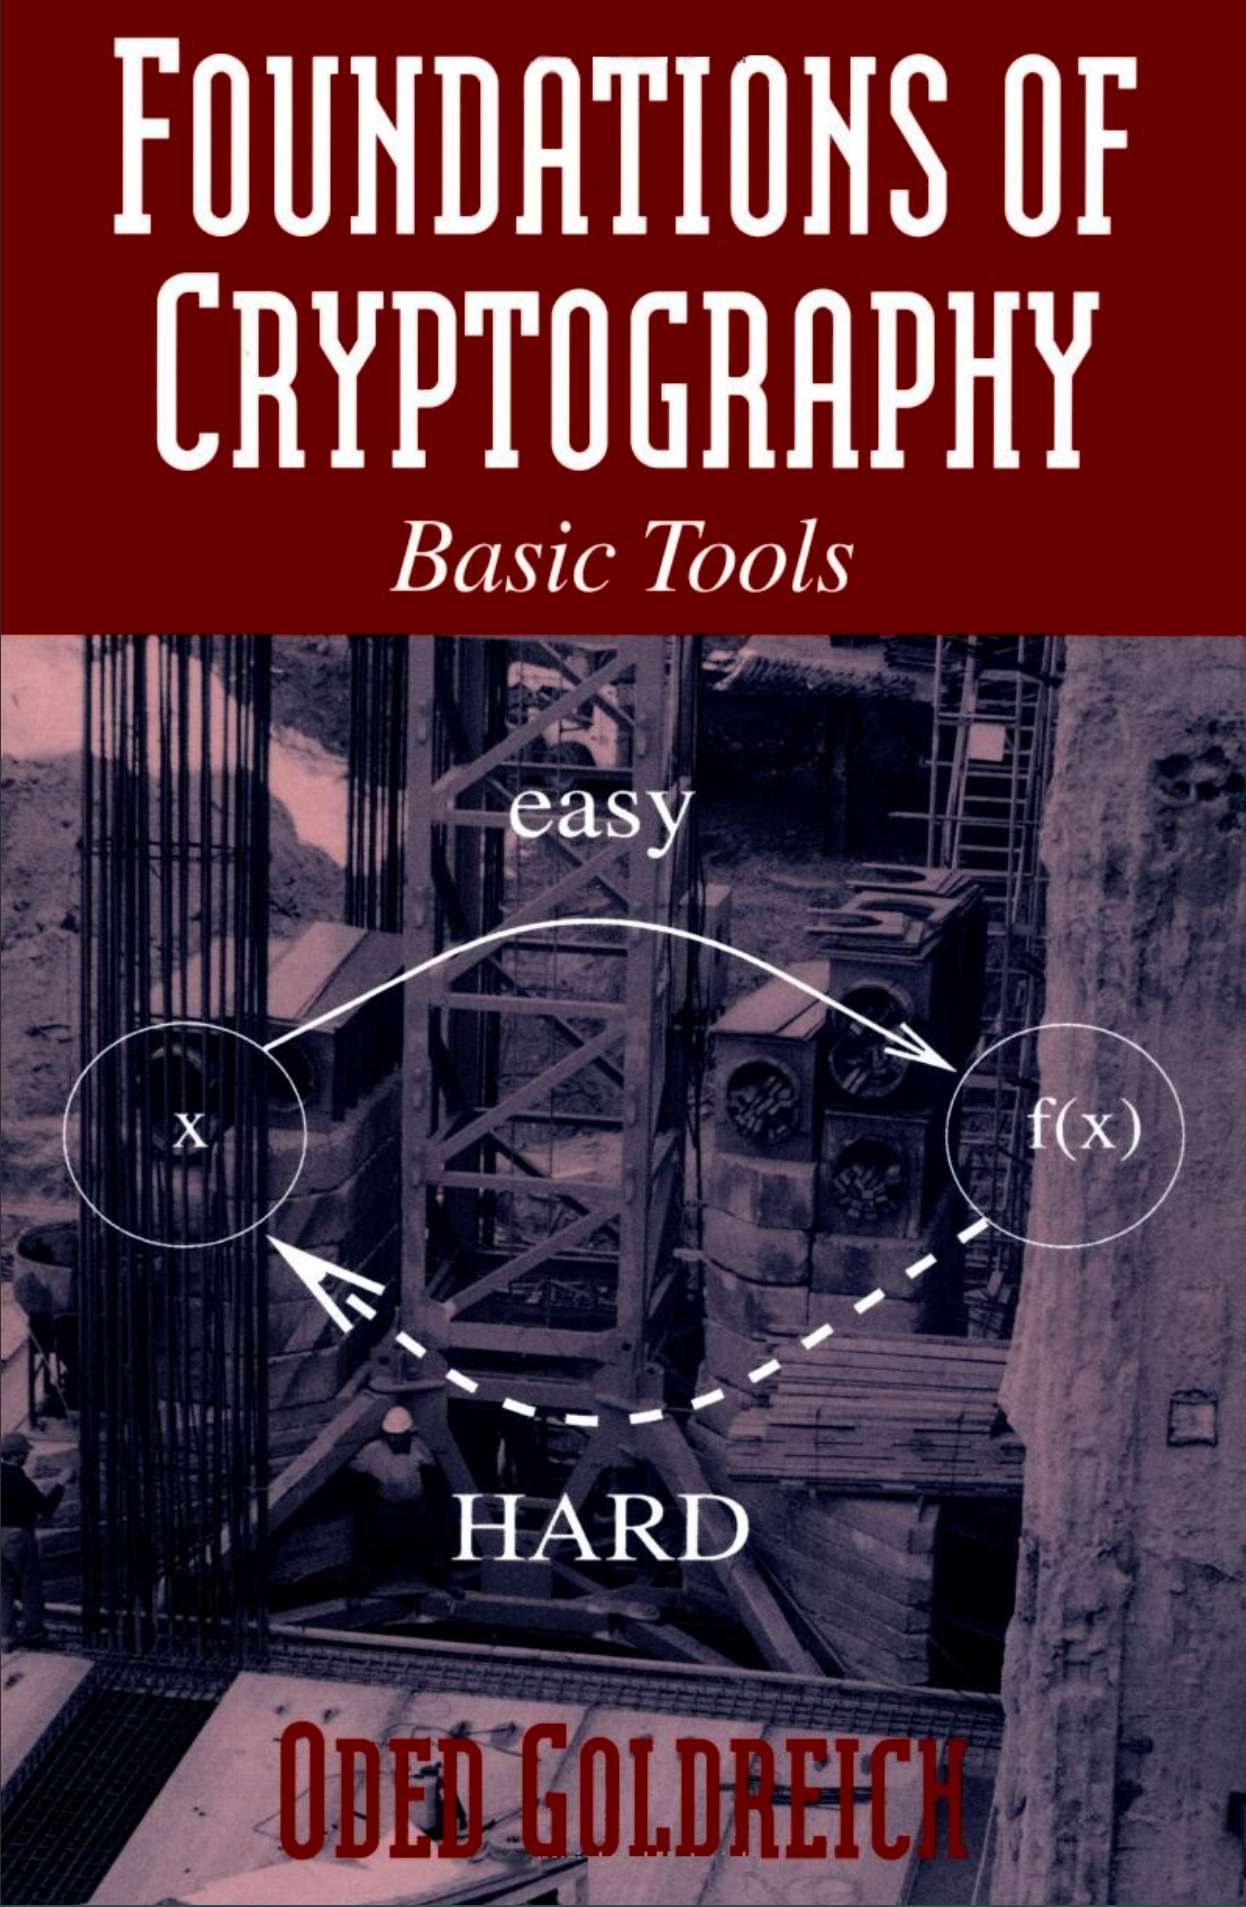 FOUNDATIONS OF
CRYPTOGRAPHY
Basic Tools
easy
x
f(x)
HARD
ODED GOLDREICH